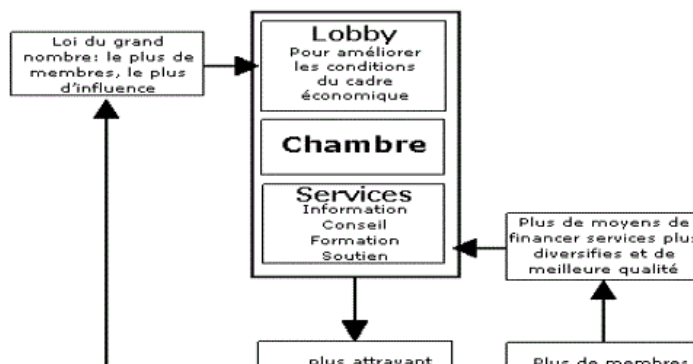 Loi du grand
nombre: le plus de
membres, le plus
d'influence
Lobby
Pour améliorer
les conditions
du cadre
économique
Chambre
Services
Information
Conseil
Formation
Soutien
Plus de moyens de
financer services plus
diversifies et de
meilleure qualité
plus attrayant
Plus de membres